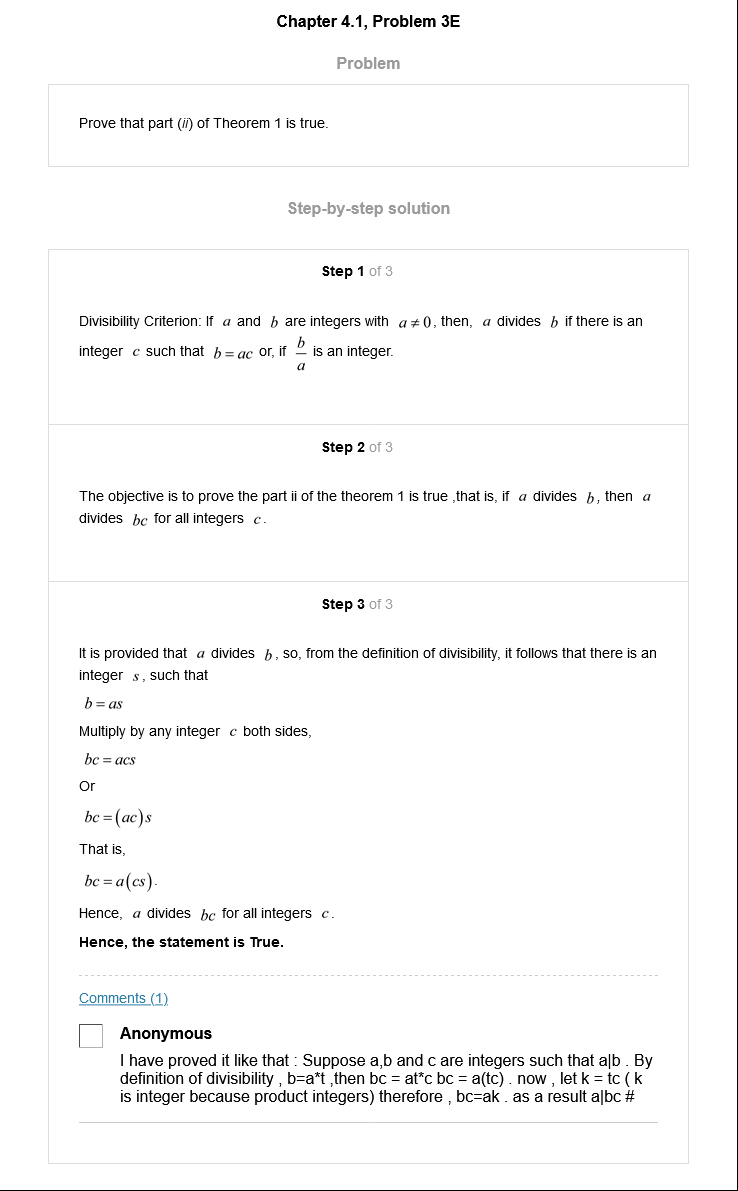 Chapter 4.1, Problem 3E
Problem
Prove that part (ii) of Theorem 1 is true.
Step-by-step solution
Step 1 of 3
Divisibility Criterion: If a and b are integers with a ≠ 0, then, a divides b if there is an
integer c such that b = ac or, if b/a is an integer.
Step 2 of 3
The objective is to prove the part ii of the theorem 1 is true ,that is, if a divides b, then a
divides bc for all integers c.
Step 3 of 3
It is provided that a divides b, so, from the definition of divisibility, it follows that there is an
integer s, such that
b = as
Multiply by any integer c both sides,
bc = acs
Or
bc = (ac)s
That is,
bc = a(cs).
Hence, a divides bc for all integers c.
Hence, the statement is True.
Comments (1)
Anonymous
I have proved it like that : Suppose a,b and c are integers such that a|b . By
definition of divisibility , b=a*t ,then bc = at*c bc = a(tc) . now , let k = tc ( k
is integer because product integers) therefore , bc=ak . as a result a|bc #